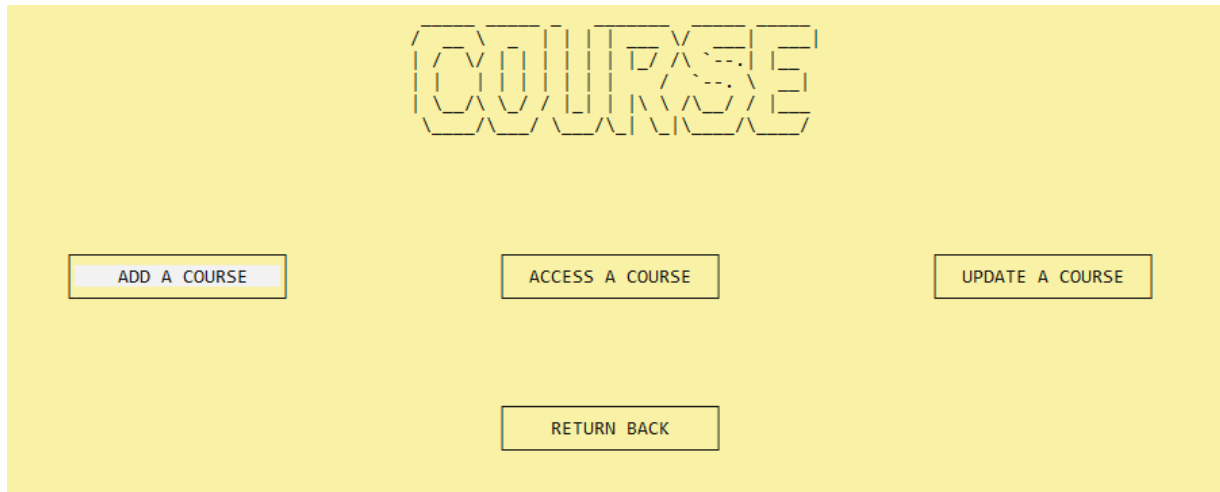 COURSE
ADD A COURSE
ACCESS A COURSE
UPDATE A COURSE
RETURN BACK